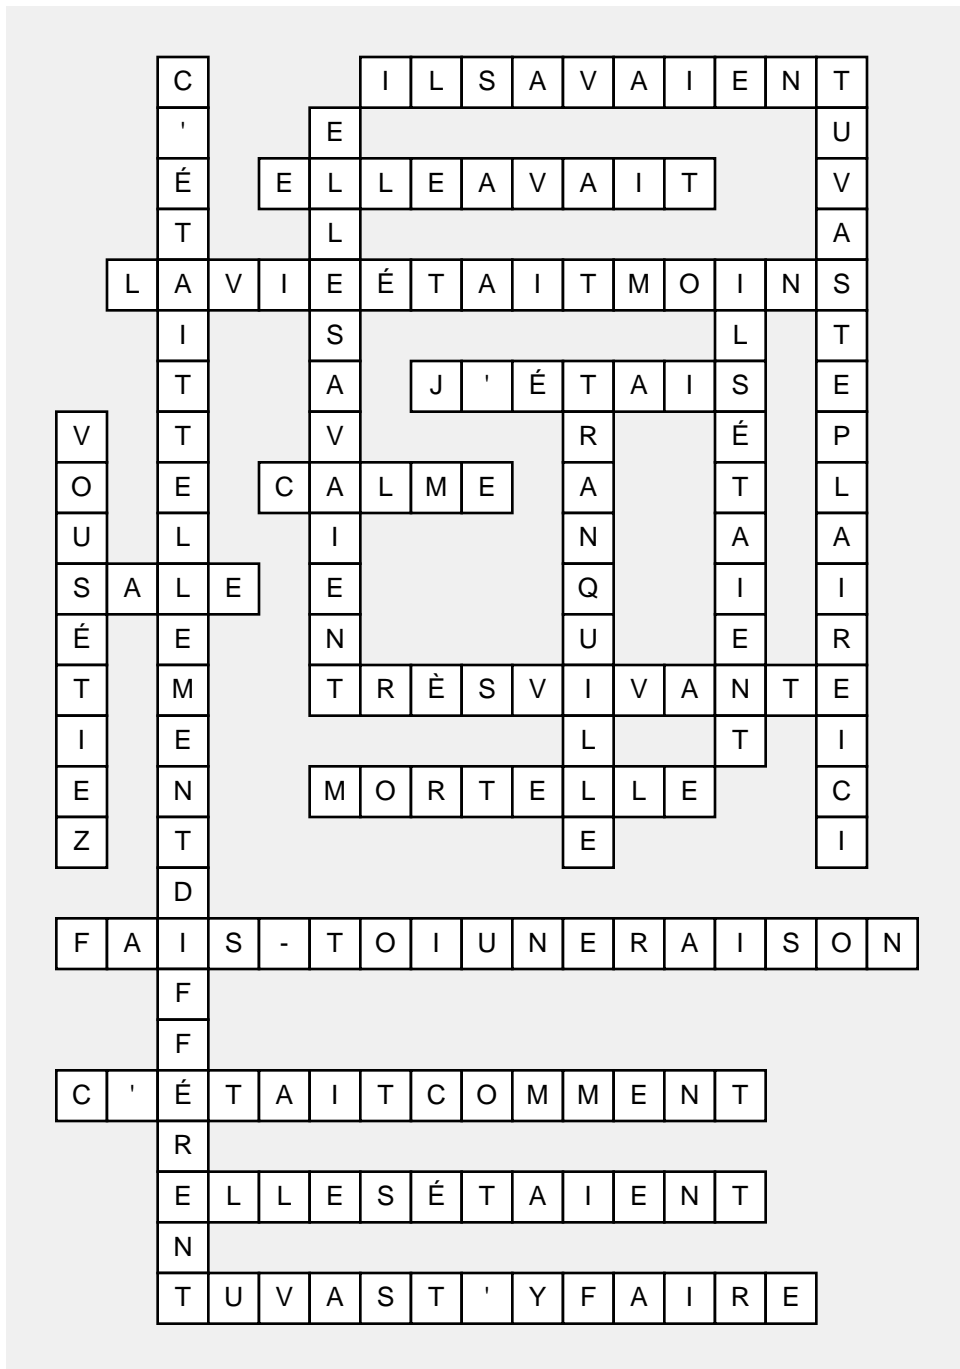 C'ÉTAITTELLEMENTDIFFÉRENT
ILSAVAIENT
TUVASTEPLAIREICI
ELLESAVAIENT
ELLEAVAIT
LAVIEÉTAITMOINS
ILSÉTAIENT
J'ÉTAIS
TRANQUILLE
VOUSÉTIEZ
CALME
SALE
TRÈSVIVANTE
MORTELLE
FAIS-TOIUNERAISON
C'ÉTAITCOMMENT
ELLESÉTAIENT
TUVAST'YFAIRE